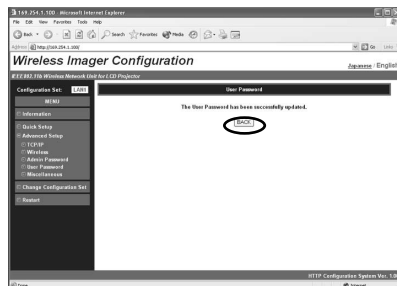 169.254.1.100 - Microsoft Internet Explorer
File Edit View Favorites Tools Help
Back Search Favorites Media
Address http://169.254.1.100/ Go Links
Wireless Imager Configuration
Japanese / English
IEEE802.11b Wireless Network Unit for LCD Projector
Configuration Set: LAN5
User Password
MENU
Information
Quick Setup
Advanced Setup
TCP/IP
Wireless
Admin Password
User Password
Miscellaneous
Change Configuration Set
Restart
The User Password has been successfully updated.
BACK
HTTP Configuration System Ver. 1.0
Done Internet